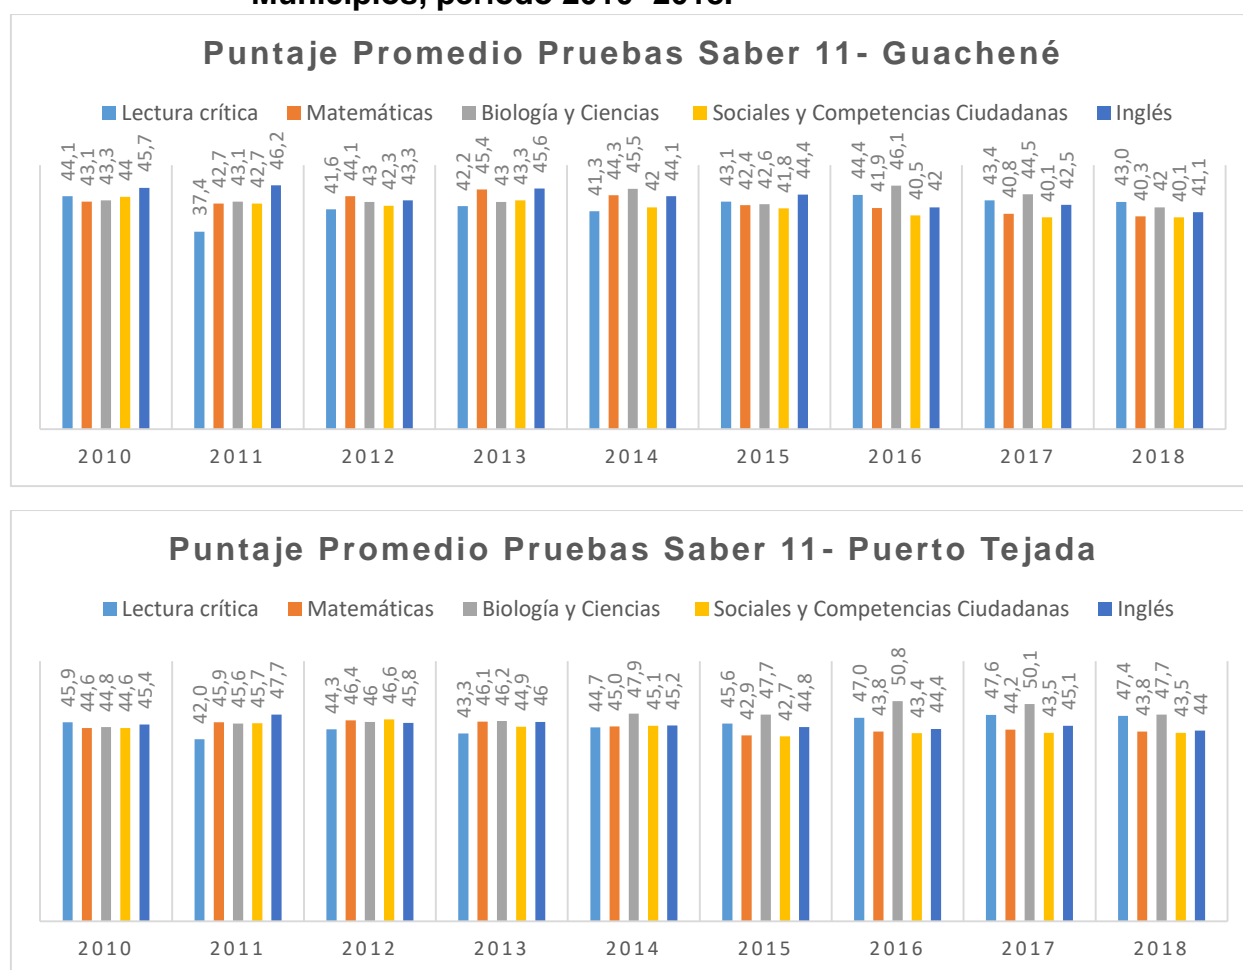 Municipios, período 2010- 2018.
Puntaje Promedio Pruebas Saber 11- Guachené
Lectura crítica Matemáticas Biología y Ciencias Sociales y Competencias Ciudadanas Inglés
44,1 43,1 43,3 44 45,7 37,4 42,7 43,1 42,7 46,2 41,6 44,1 43 42,3 43,3 42,2 45,4 43 43,3 45,6 41,3 44,3 45,5 42 44,1 43,1 42,4 42,6 41,8 44,4 44,4 41,9 46,1 40,5 42 43,4 40,8 44,5 40,1 42,5 43,0 40,3 42 40,1 41,1
2010 2011 2012 2013 2014 2015 2016 2017 2018
Puntaje Promedio Pruebas Saber 11- Puerto Tejada
Lectura crítica Matemáticas Biología y Ciencias Sociales y Competencias Ciudadanas Inglés
45,9 44,6 44,8 44,6 45,4 42,0 45,9 45,6 45,7 47,7 44,3 46,4 46 46,6 45,8 43,3 46,1 46,2 44,9 46 44,7 45,0 47,9 45,1 45,2 45,6 42,9 47,7 42,7 44,8 47,0 43,8 50,8 43,4 44,4 47,6 44,2 50,1 43,5 45,1 47,4 43,8 47,7 43,5 44
2010 2011 2012 2013 2014 2015 2016 2017 2018